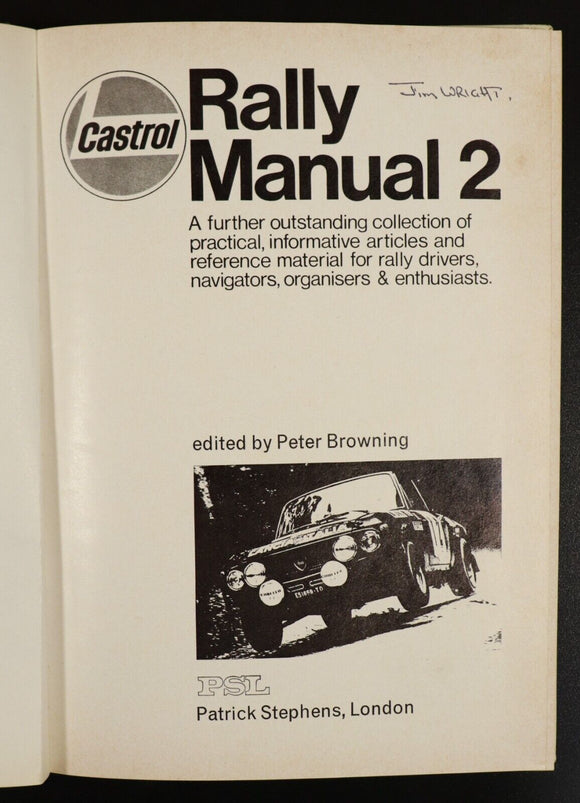 Castrol
Rally
Jim WRIGHT.
Manual 2
A further outstanding collection of
practical, informative articles and
reference material for rally drivers,
navigators, organisers & enthusiasts.
edited by Peter Browning
PSL
Patrick Stephens, London